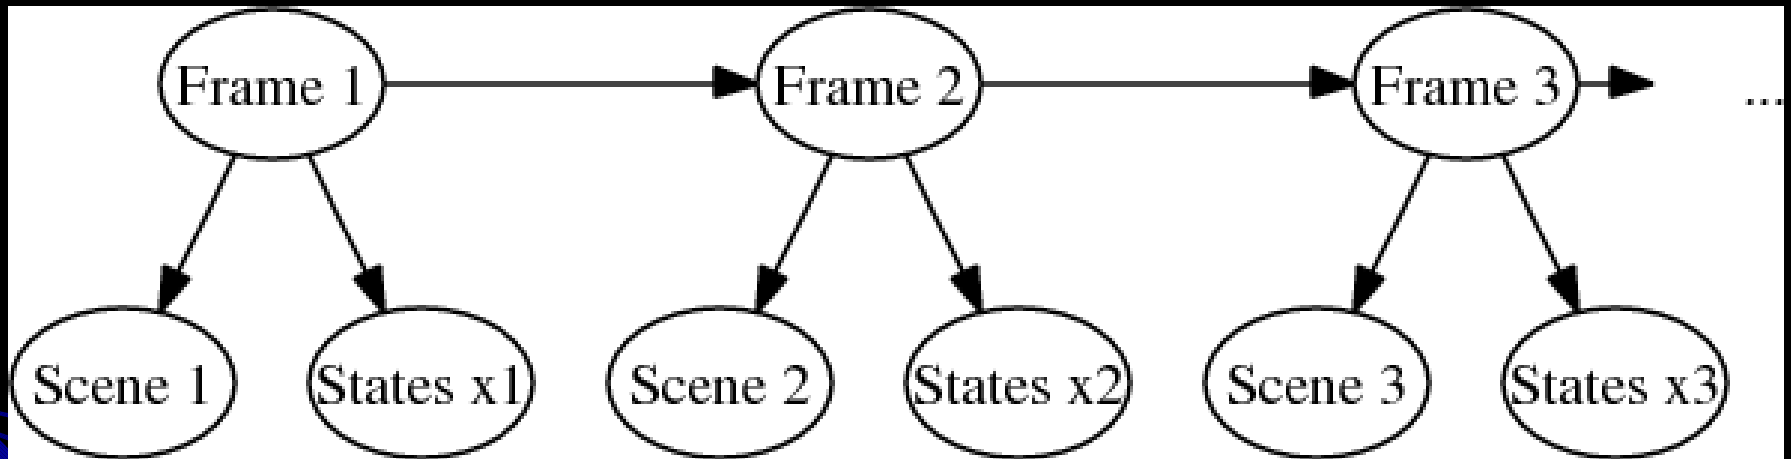 Frame 1 Frame 2 Frame 3 ...
Scene 1 States x1 Scene 2 States x2 Scene 3 States x3